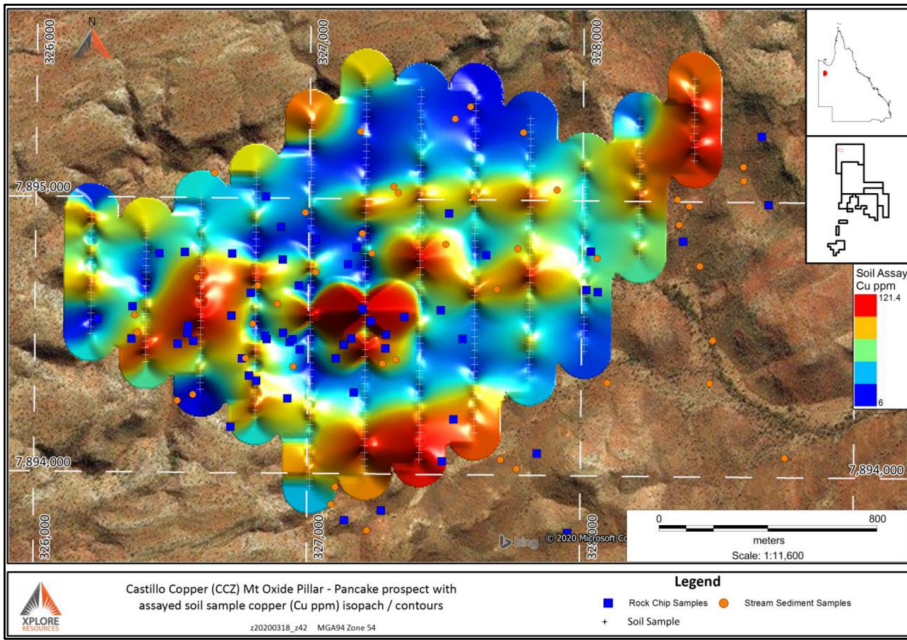 N
326,000
327,000
328,000
7,895,000
7,894,000
7,894,000
326,000
327,000
328,000
Soil Assay
Cu ppm
121.4
6
bing © 2020 Microsoft Co
0 800
meters
Scale: 1:11,600
XPLORE
RESOURCES
Castillo Copper (CCZ) Mt Oxide Pillar - Pancake prospect with
assayed soil sample copper (Cu ppm) isopach / contours
z20200318_z42 MGA94 Zone 54
Legend
Rock Chip Samples Stream Sediment Samples
Soil Sample